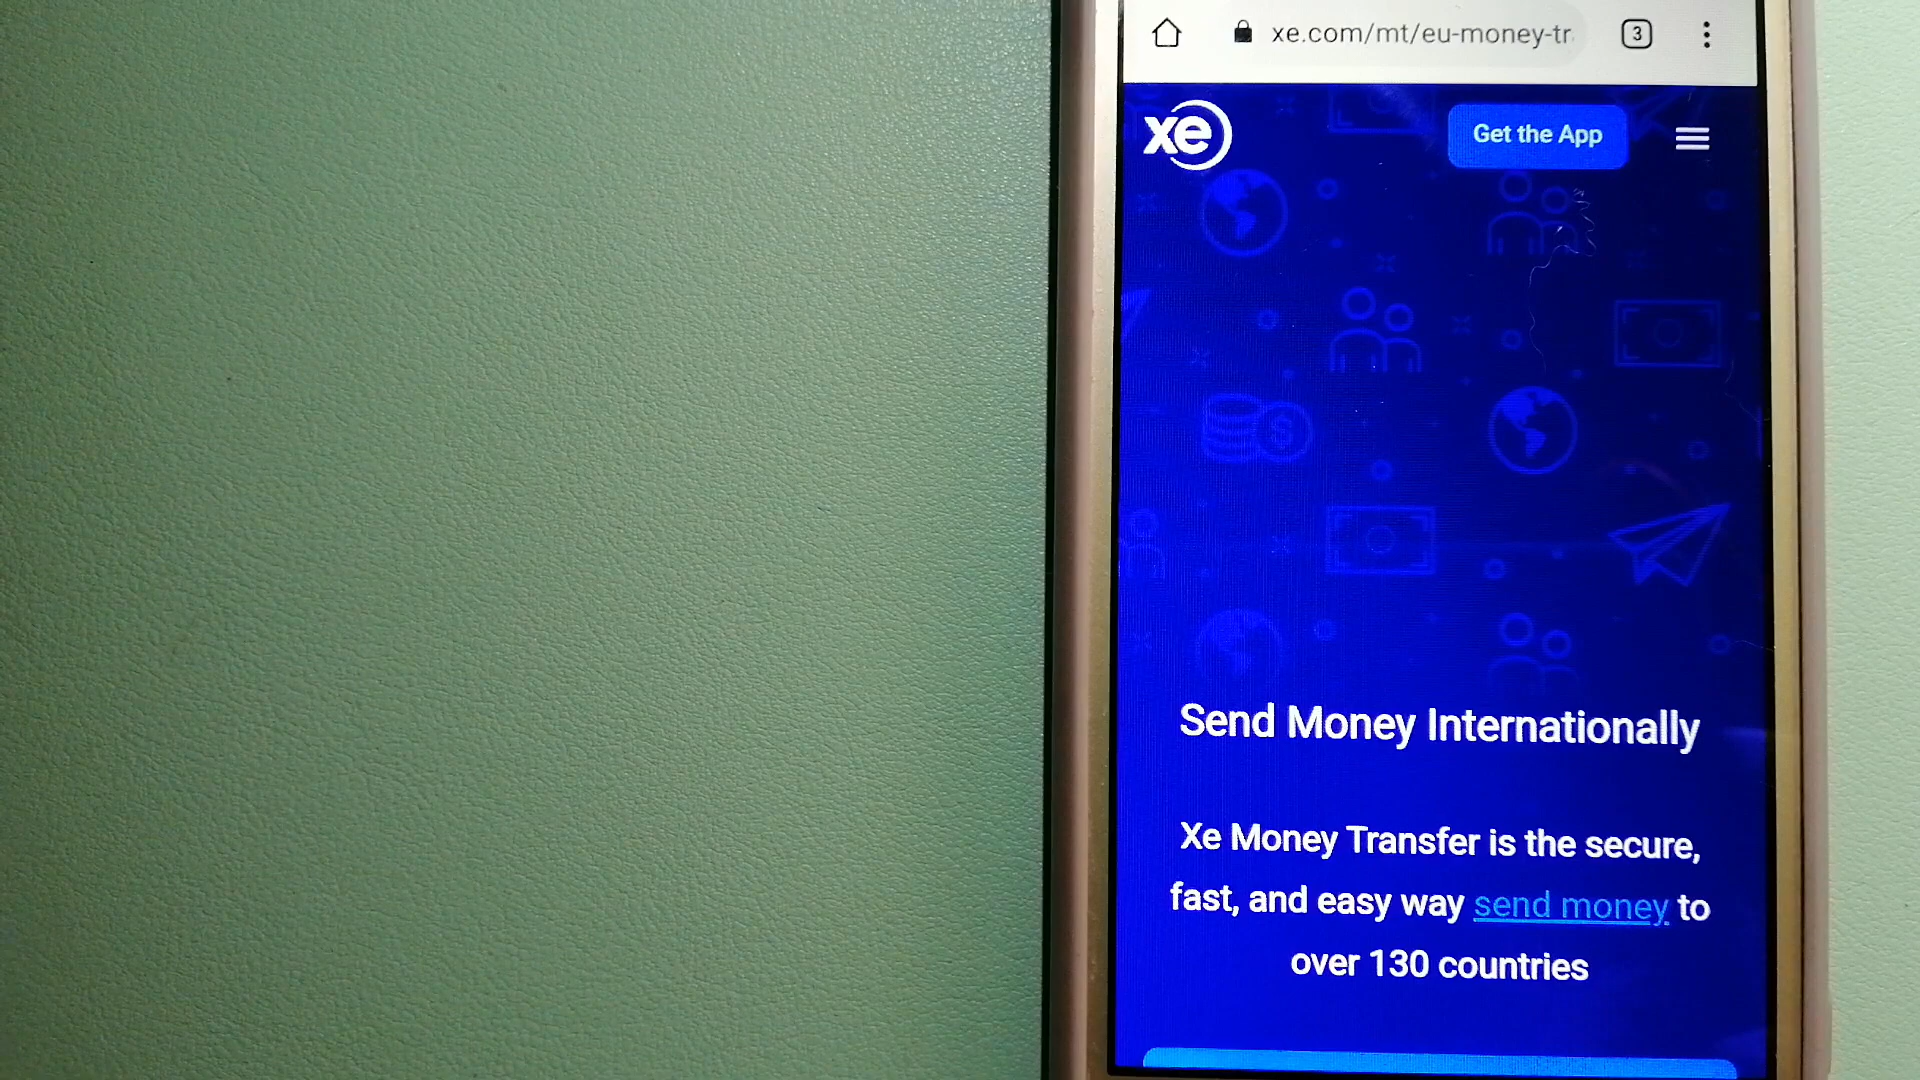 xe.com/mt/eu-money-tr
3
xe
Get the App
Send Money Internationally
Xe Money Transfer is the secure,
fast, and easy way send money to
over 130 countries